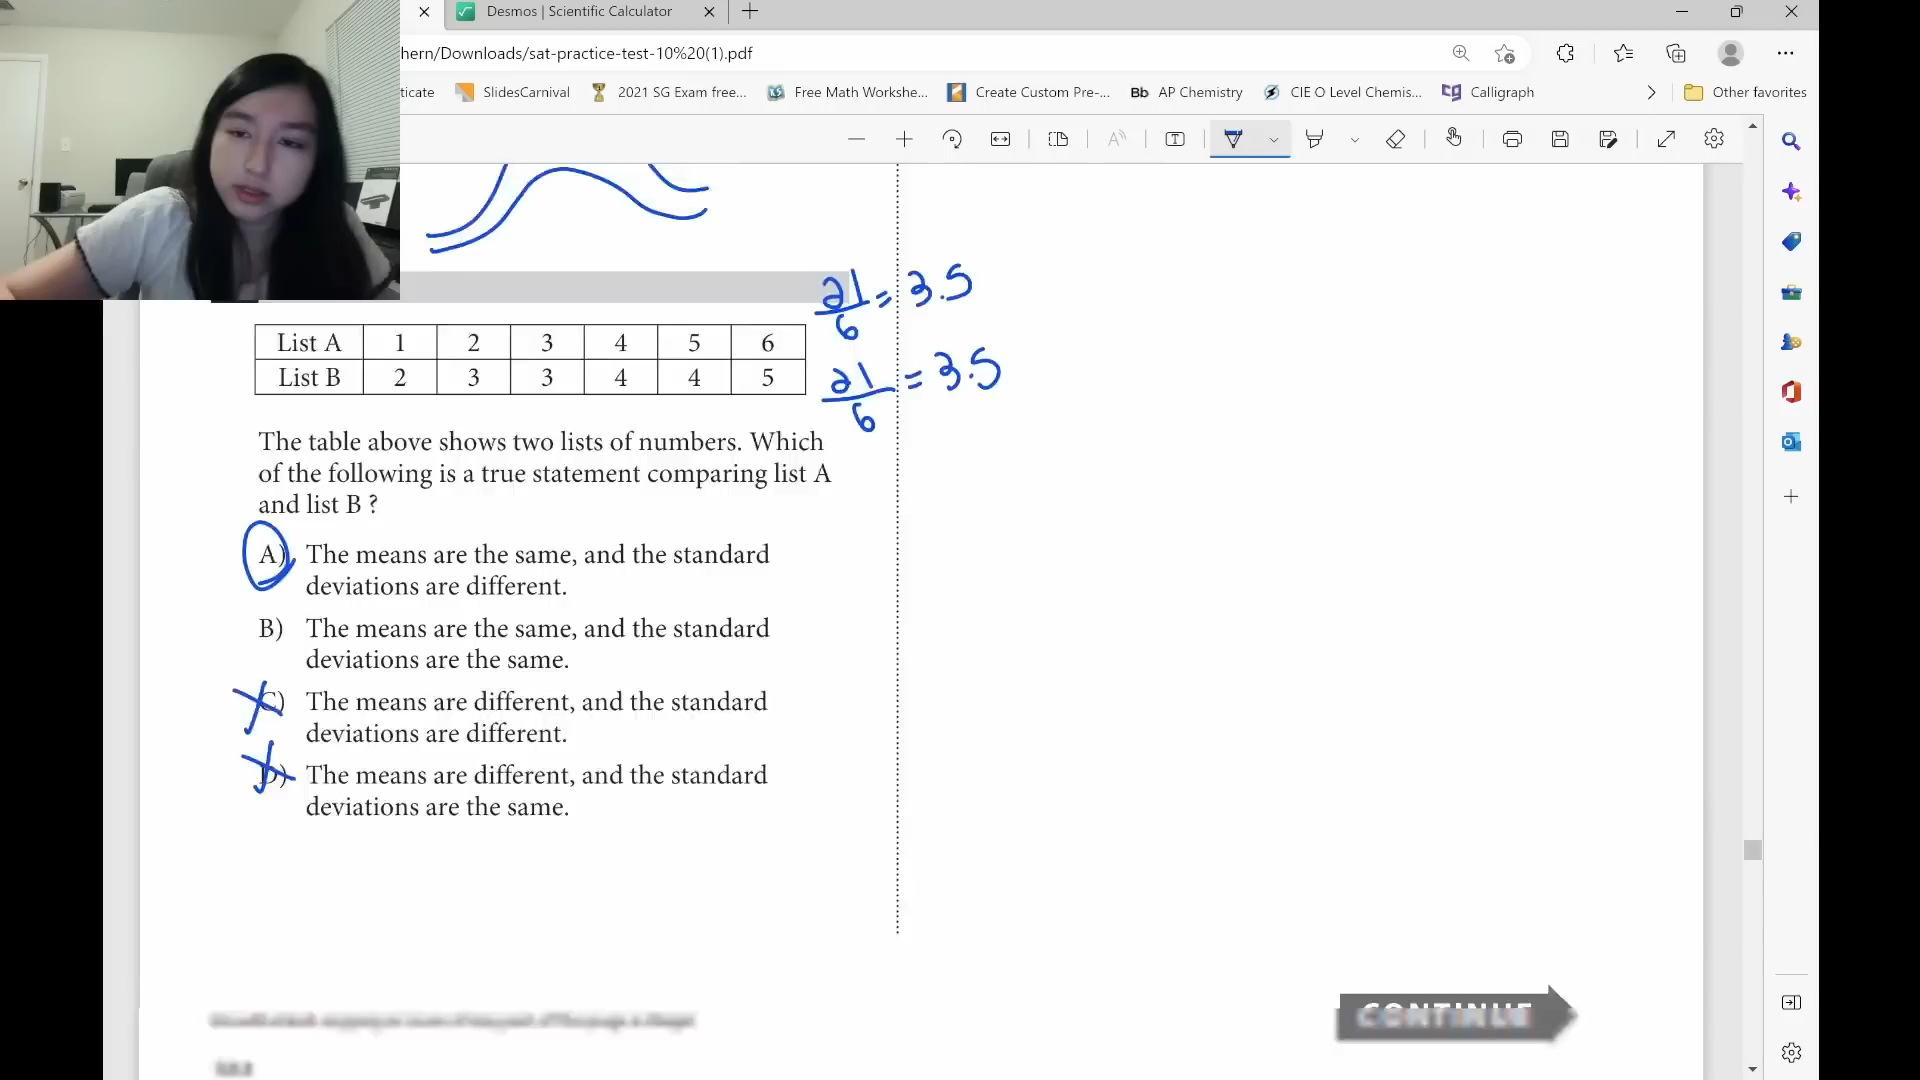 Desmos | Scientific Calculator
hern/Downloads/sat-practice-test-10%20(1).pdf
ticate SlidesCarnival 2021 SG Exam free... Free Math Workshe... Create Custom Pre-... Bb AP Chemistry CIE O Level Chemis... Calligraph Other favorites
21/6 = 3.5
List A 1 2 3 4 5 6
List B 2 3 3 4 4 5
21/6 = 3.5
The table above shows two lists of numbers. Which
of the following is a true statement comparing list A
and list B ?
A) The means are the same, and the standard
deviations are different.
B) The means are the same, and the standard
deviations are the same.
C) The means are different, and the standard
deviations are different.
D) The means are different, and the standard
deviations are the same.
CONTINUE